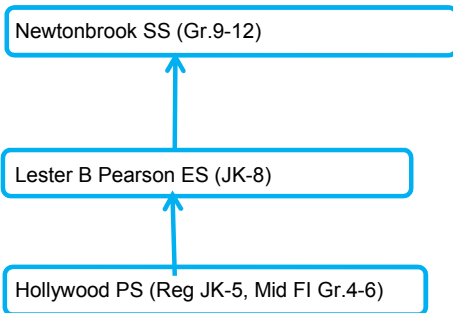 Newtonbrook SS (Gr.9-12)
Lester B Pearson ES (JK-8)
Hollywood PS (Reg JK-5, Mid FI Gr.4-6)